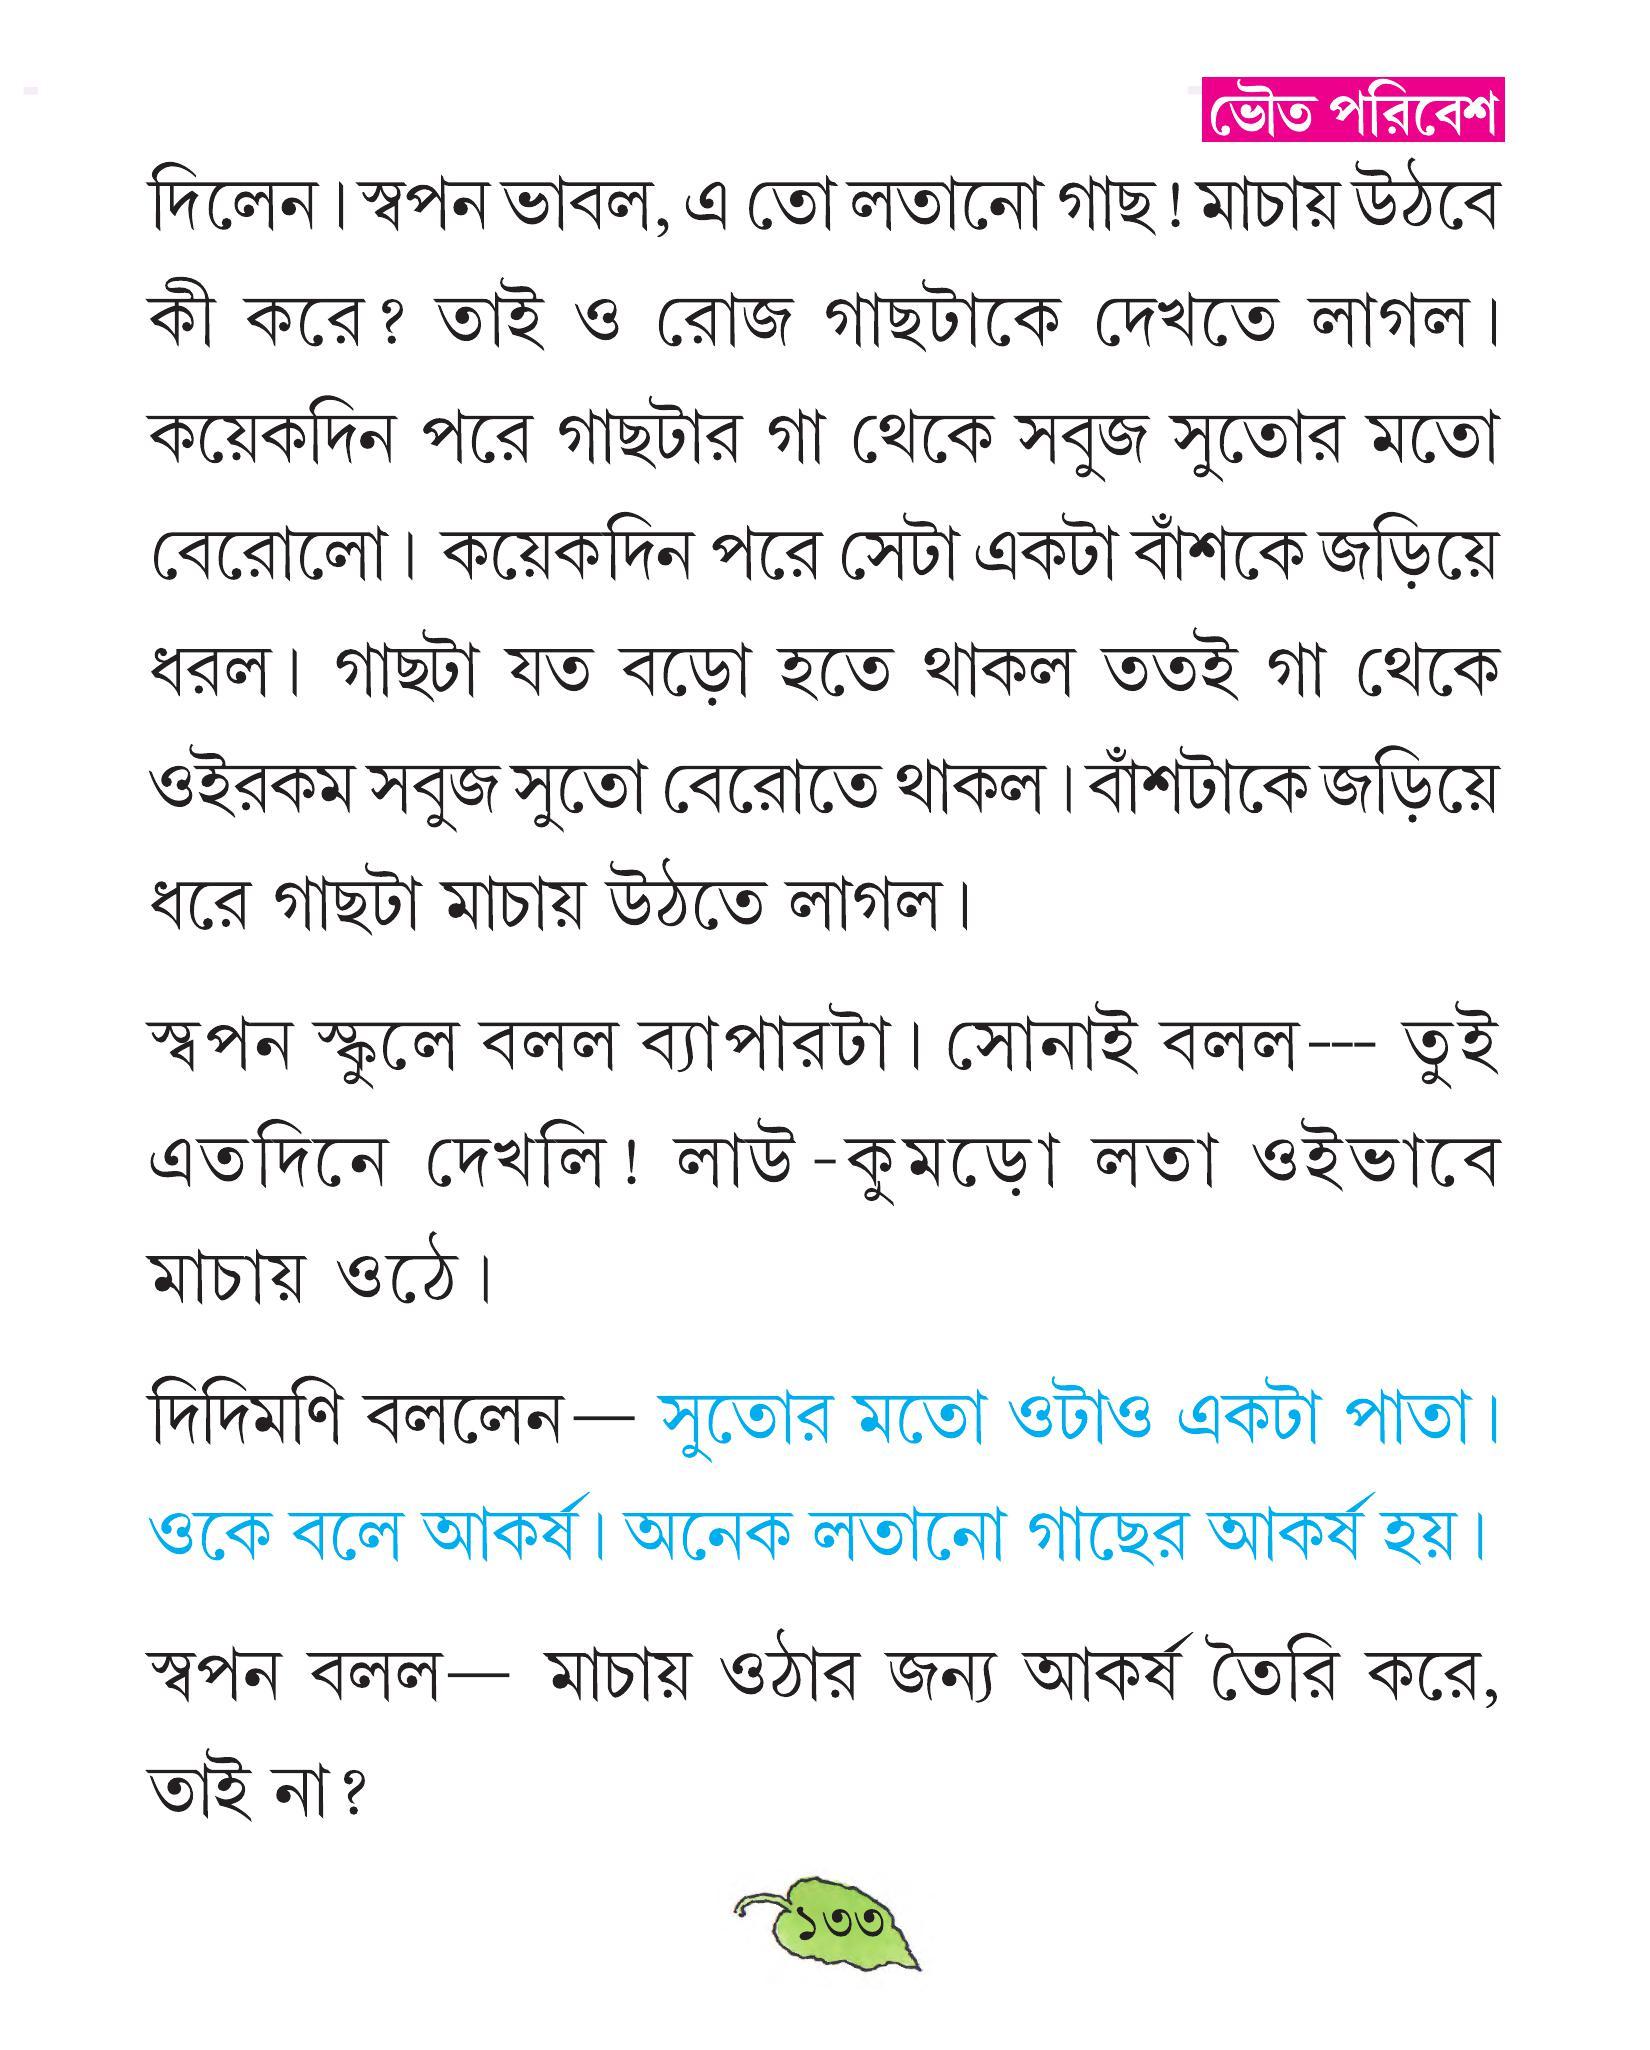 ভৌত পরিবেশ
দিলেন। স্বপন ভাবল, এ তো লতানো গাছ! মাচায় উঠবে
কী করে? তাই ও রোজ গাছটাকে দেখতে লাগল।
কয়েকদিন পরে গাছটার গা থেকে সবুজ সুতোর মতো
বেরোলো। কয়েকদিন পরে সেটা একটা বাঁশকে জড়িয়ে
ধরল। গাছটা যত বড়ো হতে থাকল ততই গা থেকে
ওইরকম সবুজ সুতো বেরোতে থাকল। বাঁশটাকে জড়িয়ে
ধরে গাছটা মাচায় উঠতে লাগল।
স্বপন স্কুলে বলল ব্যাপারটা। সোনাই বলল--- তুই
এতদিনে দেখলি! লাউ-কুমড়ো লতা ওইভাবে
মাচায় ওঠে।
দিদিমণি বললেন— সুতোর মতো ওটাও একটা পাতা।
ওকে বলে আকর্ষ। অনেক লতানো গাছের আকর্ষ হয়।
স্বপন বলল— মাচায় ওঠার জন্য আকর্ষ তৈরি করে,
তাই না?
১৩৩